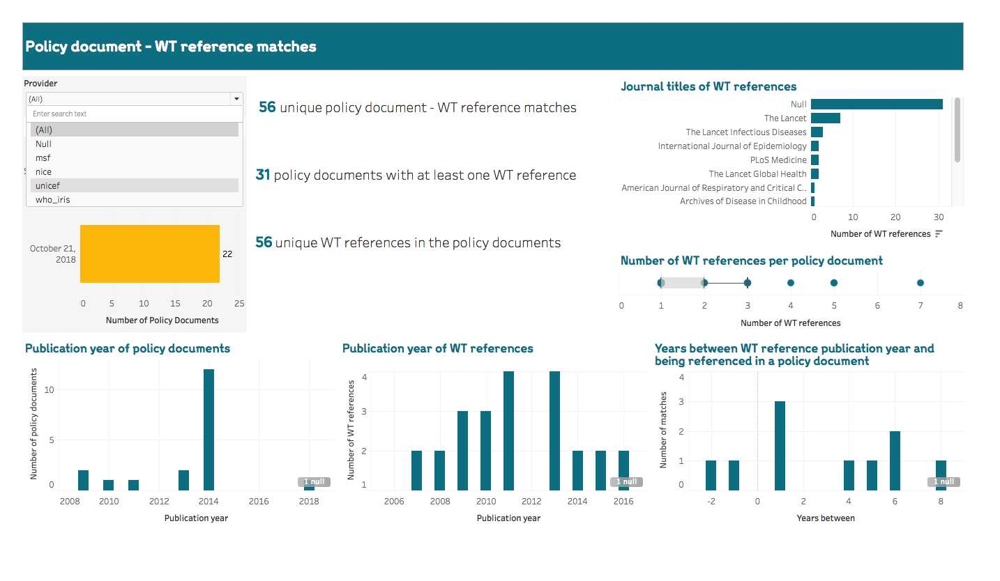 Policy document - WT reference matches
Provider
(All)
Enter search text
(All)
Null
msf
nice
unicef
who_iris
October 21,
2018
22
0 5 10 15 20 25
Number of Policy Documents
56 unique policy document - WT reference matches
31 policy documents with at least one WT reference
56 unique WT references in the policy documents
Journal titles of WT references
Null
The Lancet
The Lancet Infectious Diseases
International Journal of Epidemiology
PLoS Medicine
The Lancet Global Health
American Journal of Respiratory and Critical C..
Archives of Disease in Childhood
0 10 20 30
Number of WT references
Number of WT references per policy document
0 1 2 3 4 5 6 7 8
Number of WT references
Publication year of policy documents
Number of policy documents
10
5
0
1 null
2008 2010 2012 2014 2016 2018
Publication year
Publication year of WT references
Number of WT references
4
3
2
1
1 null
2006 2008 2010 2012 2014 2016
Publication year
Years between WT reference publication year and
being referenced in a policy document
Number of matches
4
3
2
1
0
1 null
-2 0 2 4 6 8
Years between